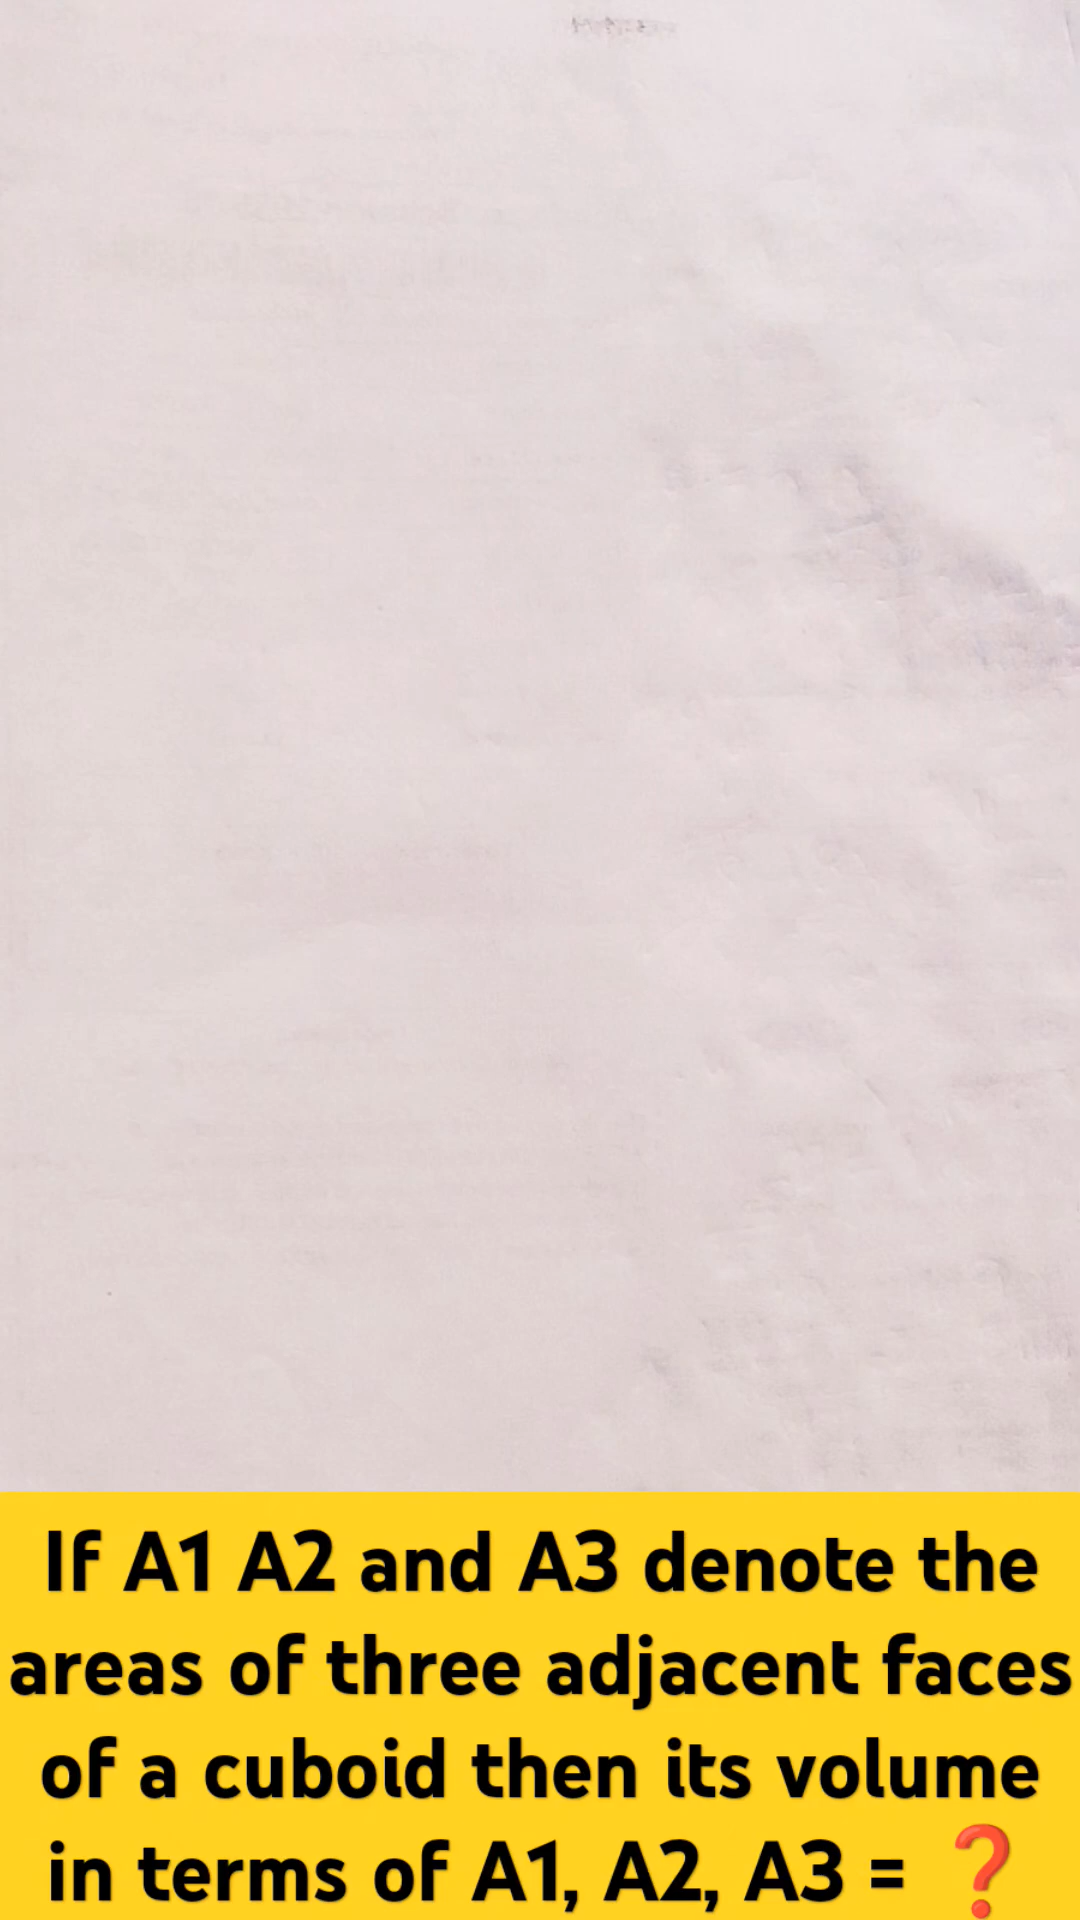 If A1 A2 and A3 denote the
areas of three adjacent faces
of a cuboid then its volume
in terms of A1, A2, A3 = ❓